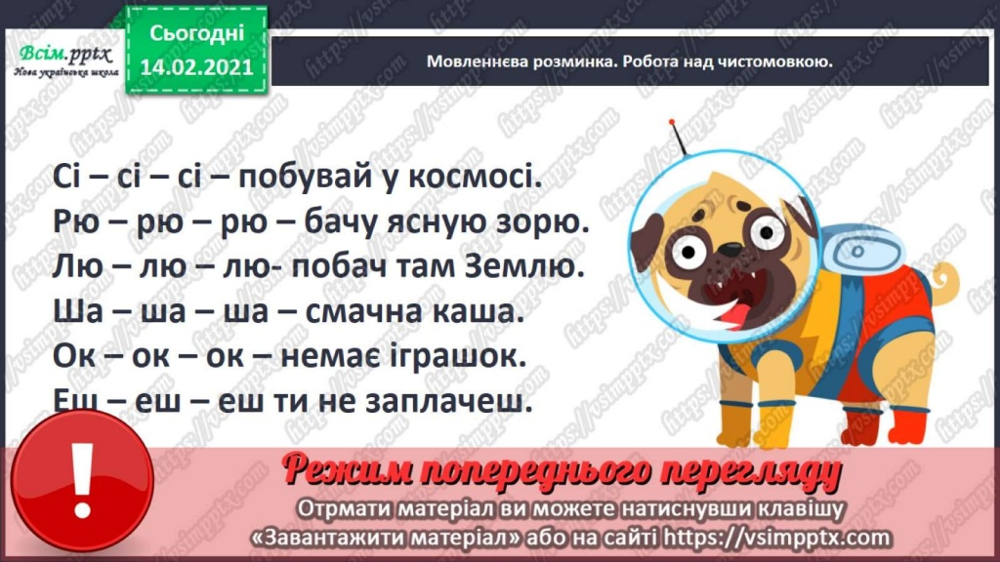 Всім.pptx
Нова українська школа
Сьогодні
14.02.2021
Мовленнєва розминка. Робота над чистомовкою.
Сі – сі – сі – побувай у космосі.
Рю – рю – рю – бачу ясную зорю.
Лю – лю – лю- побач там Землю.
Ша – ша – ша – смачна каша.
Ок – ок – ок – немає іграшок.
Еш – еш – еш ти не заплачеш.
!
Режим попереднього перегляду
Отрмати матеріал ви можете натиснувши клавішу
«Завантажити матеріал» або на сайті https://vsimpptx.com